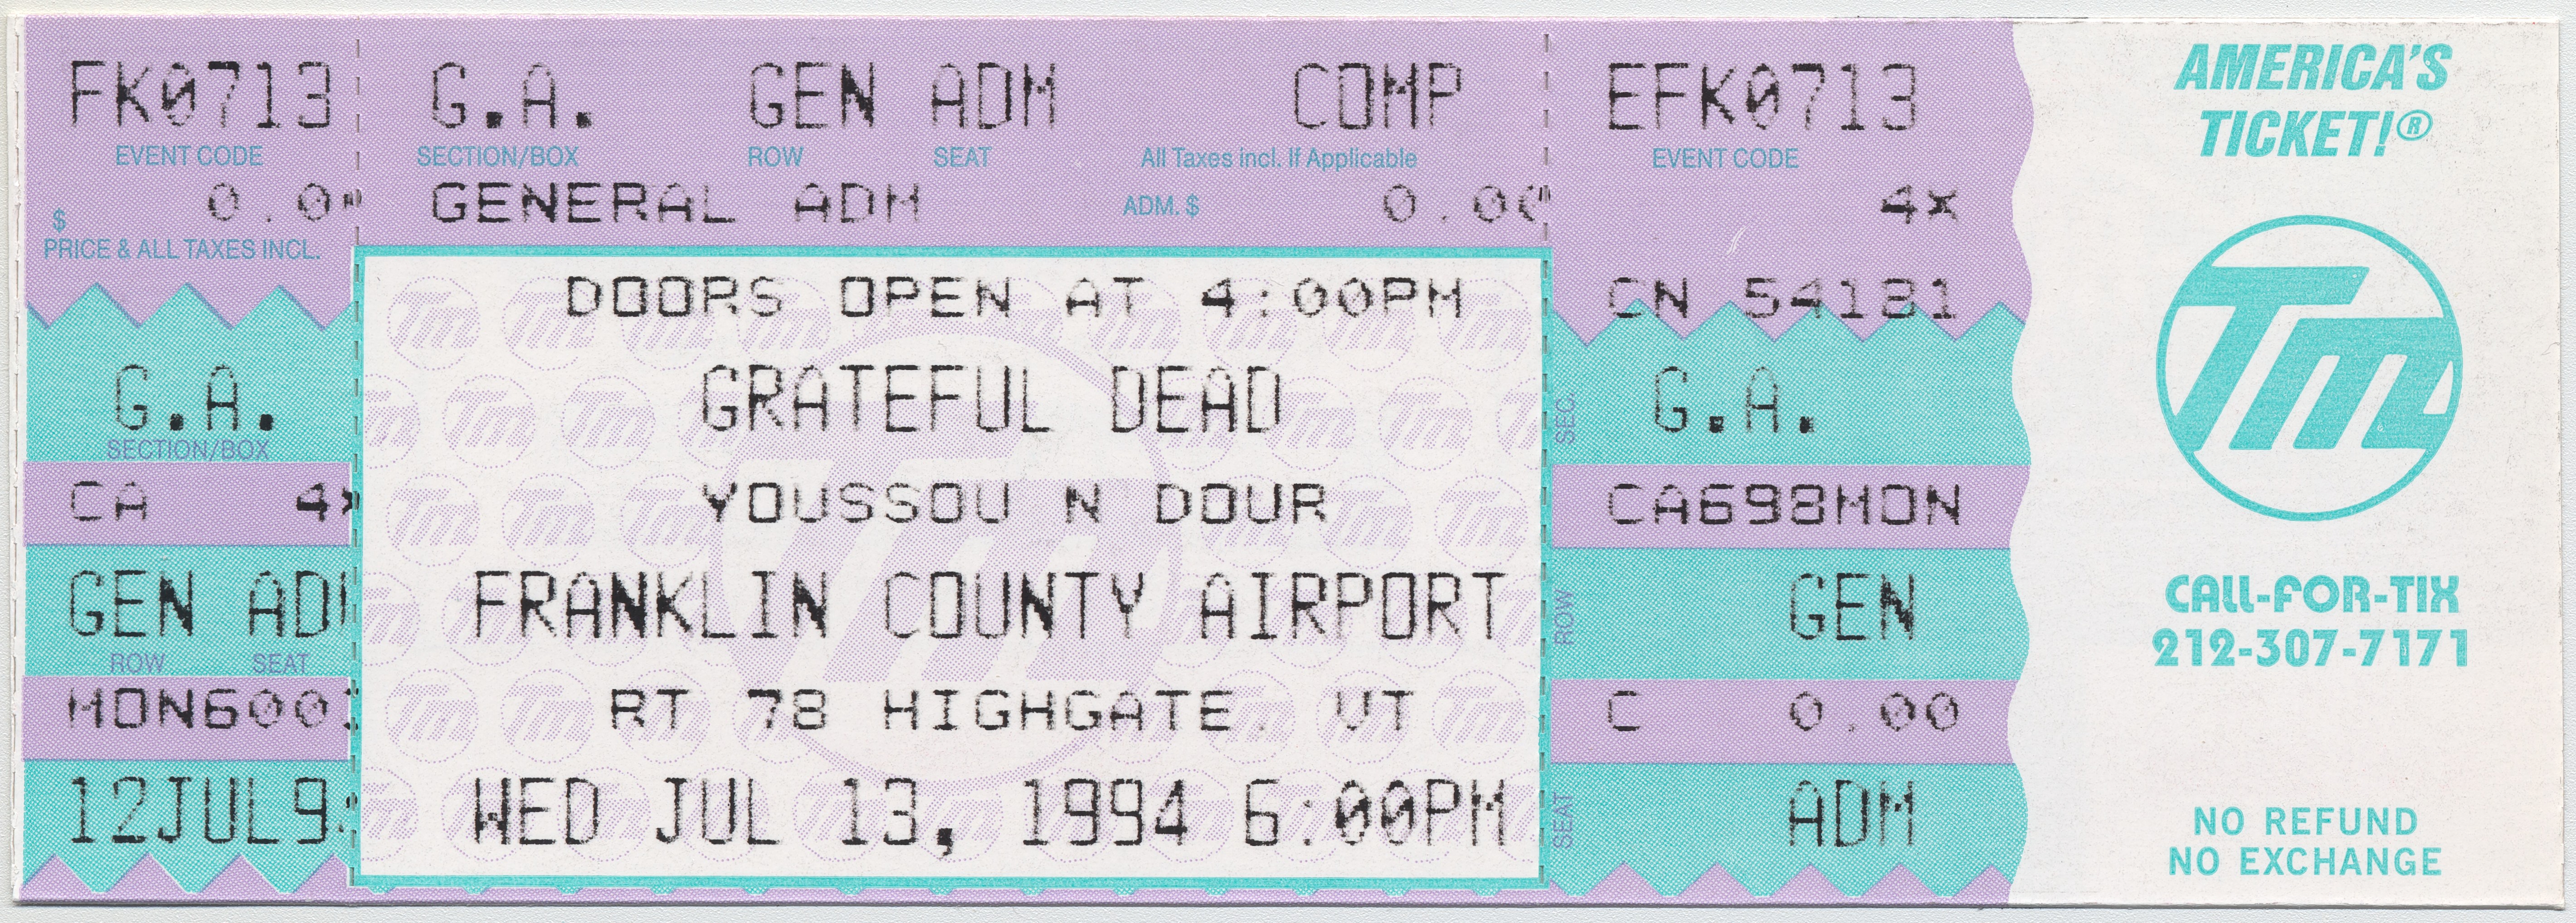 FK0713
EVENT CODE
0.0
$
PRICE & ALL TAXES INCL.
G.A.
SECTION/BOX
CA 4x
GEN AD
ROW SEAT
MON600
12JUL9
G.A. GEN ADM COMP
SECTION/BOX ROW SEAT All Taxes incl. If Applicable
GENERAL ADM ADM. $ 0.00
DOORS OPEN AT 4:00PM
GRATEFUL DEAD
YOUSSOU N DOUR
FRANKLIN COUNTY AIRPORT
RT 78 HIGHGATE. VT
WED JUL 13, 1994 6:00PM
EFK0713
EVENT CODE
4x
CN 54181
SEC. G.A.
CA698MON
ROW GEN
C 0.00
SEAT ADM
AMERICA'S
TICKET!®
Tm
CALL-FOR-TIX
212-307-7171
NO REFUND
NO EXCHANGE